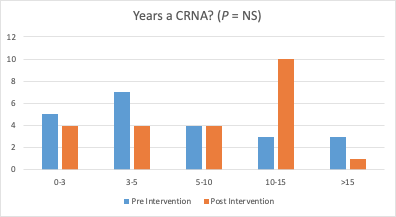 Years a CRNA? (P = NS)
12
10
8
6
4
2
0
0-3 3-5 5-10 10-15 >15
Pre Intervention Post Intervention